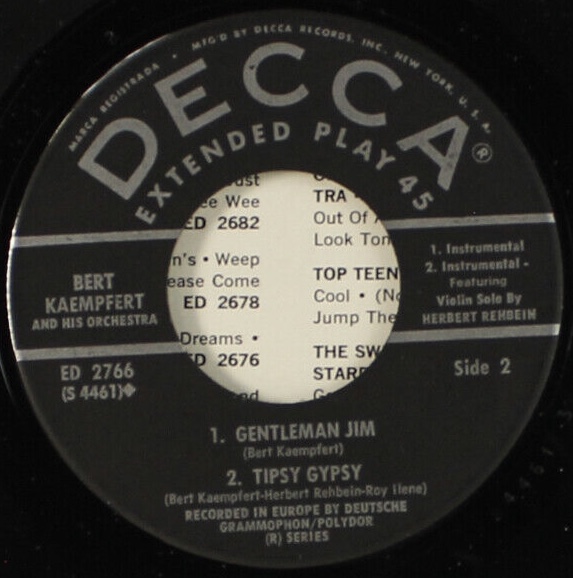 MARCA REGISTRADA • MFG'D BY DECCA RECORDS, INC., NEW YORK, U.S.A.
DECCA®
EXTENDED PLAY 45
ee Wee
ED 2682
n's • Weep
ease Come
ED 2678
Dreams •
ED 2676
TRA
Out Of
Look Ton
TOP TEEN
Cool • (No
Jump The
THE SW
STARR
BERT
KAEMPFERT
AND HIS ORCHESTRA
1. Instrumental
2. Instrumental -
Featuring
Violin Solo By
HERBERT REHBEIN
ED 2766
(S 4461)◆
Side 2
1. GENTLEMAN JIM
(Bert Kaempfert)
2. TIPSY GYPSY
(Bert Kaempfert-Herbert Rehbein-Roy Ilene)
RECORDED IN EUROPE BY DEUTSCHE
GRAMMOPHON/POLYDOR
(R) SERIES